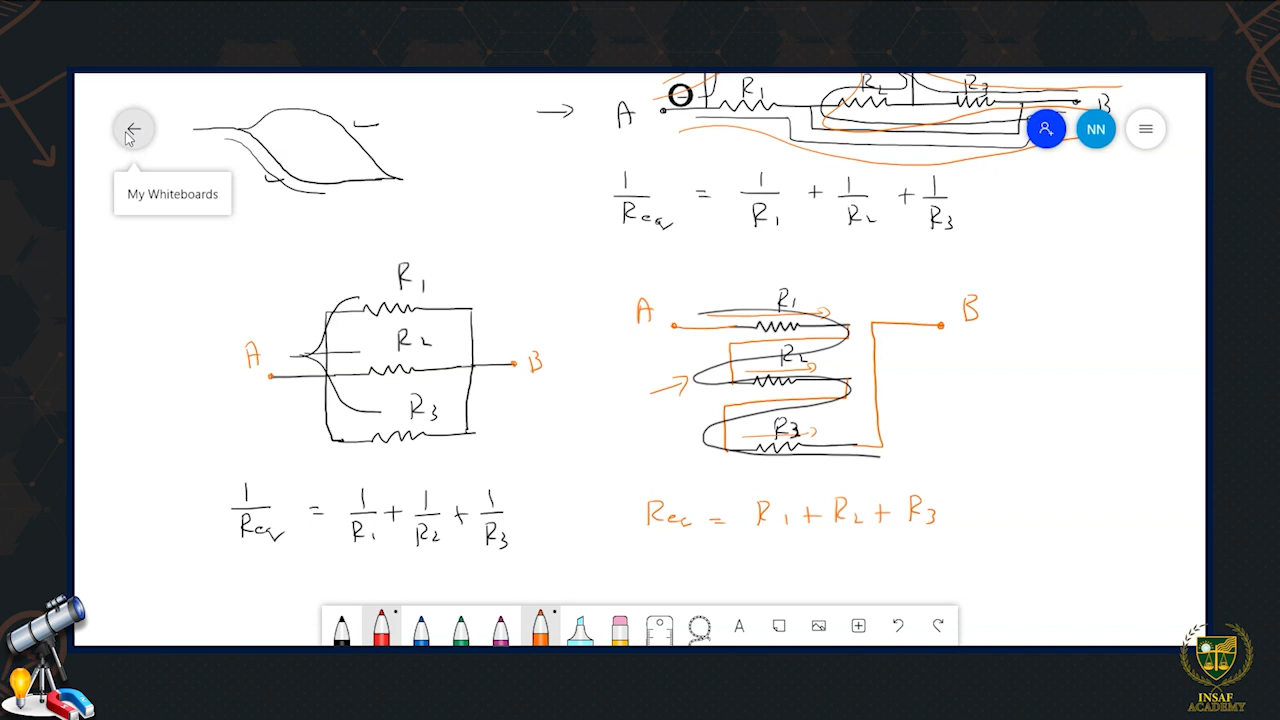 R1 R2 R3
→ A B
NN
My Whiteboards
1/Req = 1/R1 + 1/R2 + 1/R3
R1
R2
A B
R3
1/Req = 1/R1 + 1/R2 + 1/R3
A R1 B
R2
R3
Req = R1 + R2 + R3
A
INSAF
ACADEMY